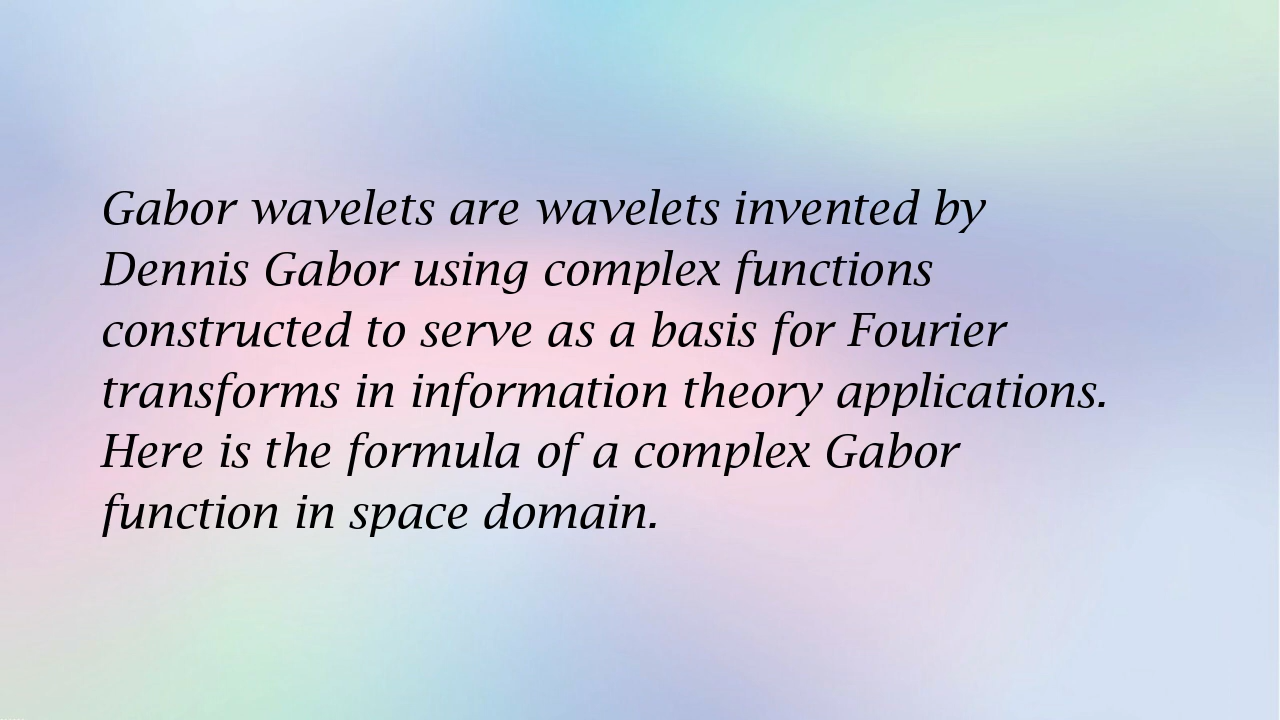 Gabor wavelets are wavelets invented by
Dennis Gabor using complex functions
constructed to serve as a basis for Fourier
transforms in information theory applications.
Here is the formula of a complex Gabor
function in space domain.